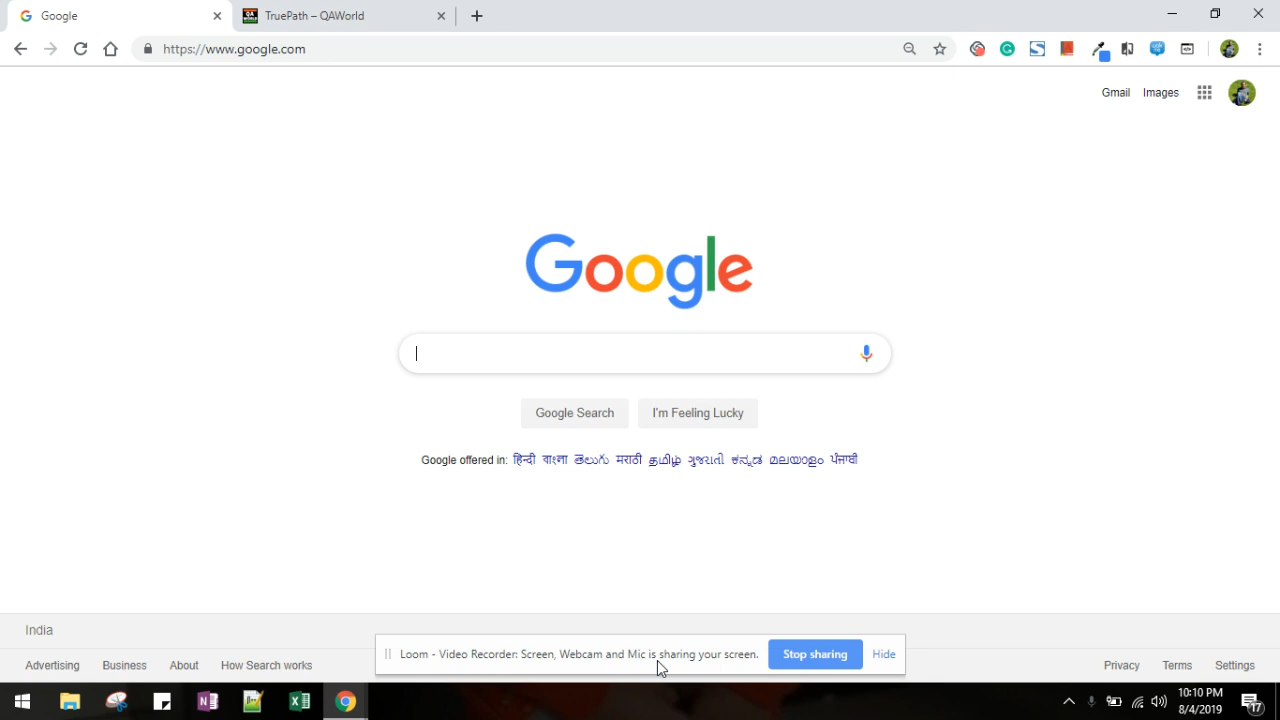 Google
TruePath – QAWorld
https://www.google.com
Gmail Images
Google
Google Search I'm Feeling Lucky
Google offered in: हिन्दी বাংলা తెలుగు मराठी தமிழ் ગુજરાતી ಕನ್ನಡ മലയാളം ਪੰਜਾਬੀ
India
Loom - Video Recorder: Screen, Webcam and Mic is sharing your screen. Stop sharing Hide
Advertising Business About How Search works Privacy Terms Settings
10:10 PM
8/4/2019
17